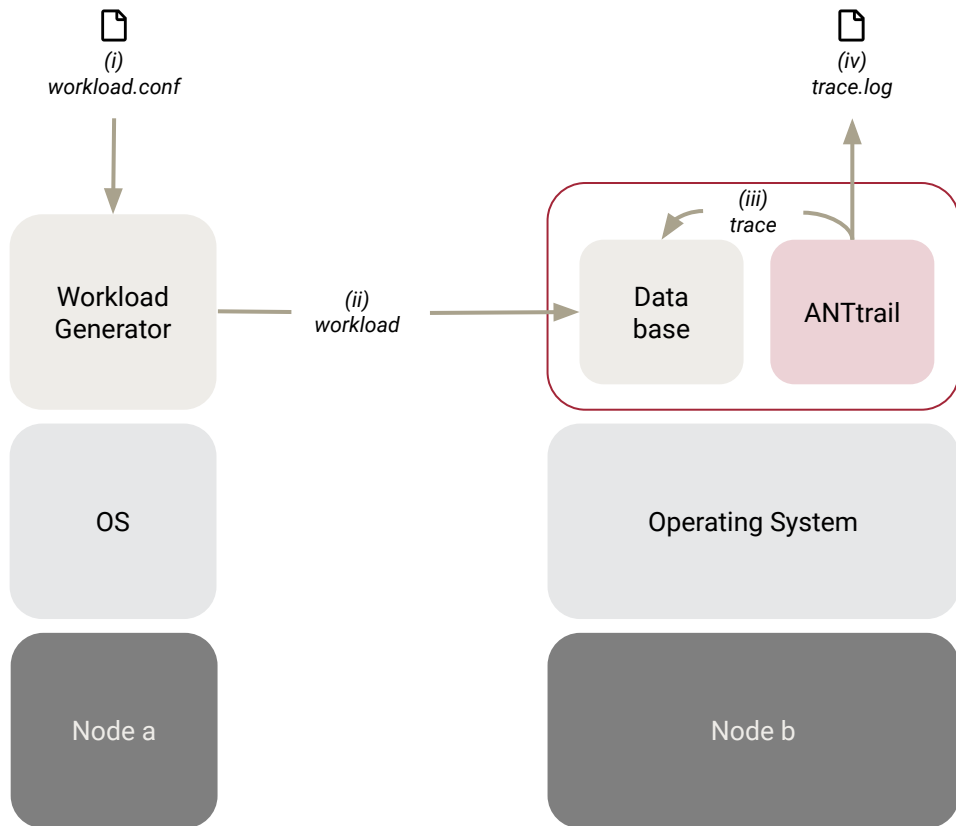 (i)
workload.conf
(iv)
trace.log
(iii)
trace
Workload
Generator
(ii)
workload
Data
base
ANTtrail
OS
Operating System
Node a
Node b